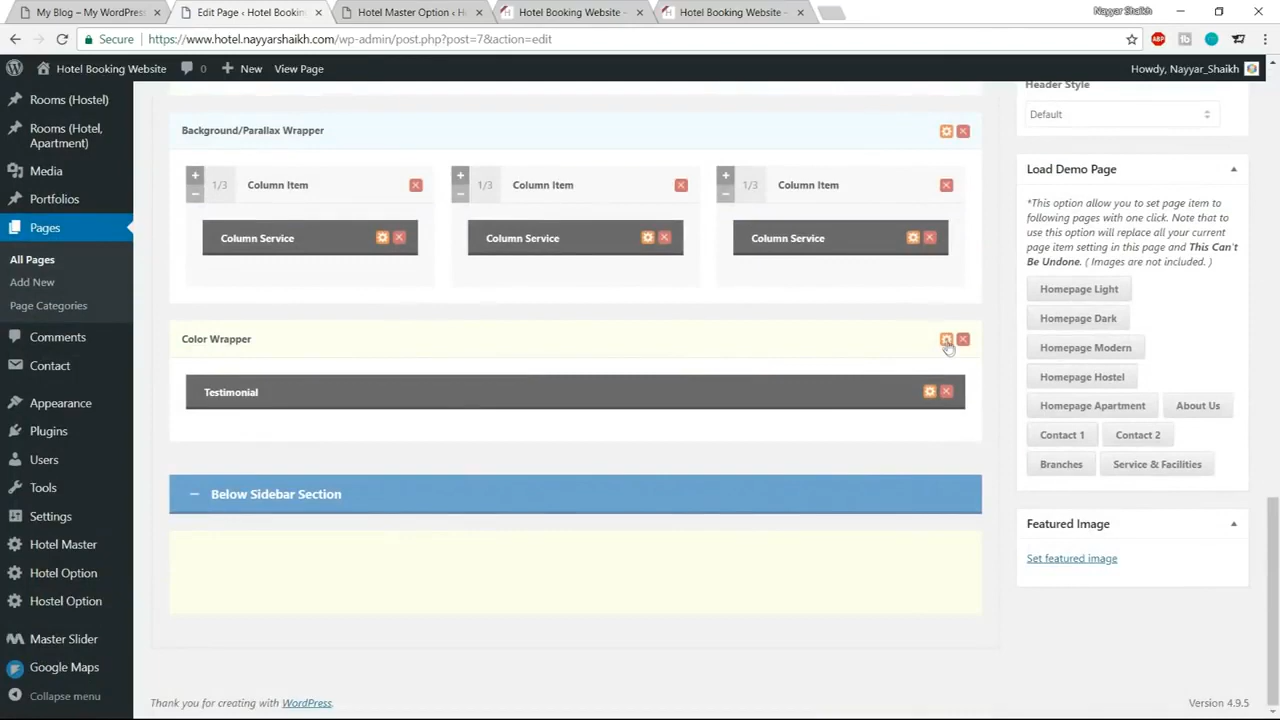 My Blog – My WordPres
Edit Page ‹ Hotel Bookin
Hotel Master Option ‹ H
Hotel Booking Website –
Hotel Booking Website –
Nayyar Shaikh
Secure
https://www.hotel.nayyarshaikh.com/wp-admin/post.php?post=7&action=edit
ABP
Hotel Booking Website
0
New
View Page
Howdy, Nayyar_Shaikh
Rooms (Hostel)
Rooms (Hotel,
Apartment)
Media
Portfolios
Pages
All Pages
Add New
Page Categories
Comments
Contact
Appearance
Plugins
Users
Tools
Settings
Hotel Master
Hotel Option
Hostel Option
Master Slider
Google Maps
Collapse menu
Background/Parallax Wrapper
1/3
Column Item
1/3
Column Item
1/3
Column Item
Column Service
Column Service
Column Service
Color Wrapper
Testimonial
Below Sidebar Section
Thank you for creating with WordPress.
Version 4.9.5
Header Style
Default
Load Demo Page
*This option allow you to set page item to
following pages with one click. Note that to
use this option will replace all your current
page item setting in this page and This Can't
Be Undone. ( Images are not included. )
Homepage Light
Homepage Dark
Homepage Modern
Homepage Hostel
Homepage Apartment
About Us
Contact 1
Contact 2
Branches
Service & Facilities
Featured Image
Set featured image